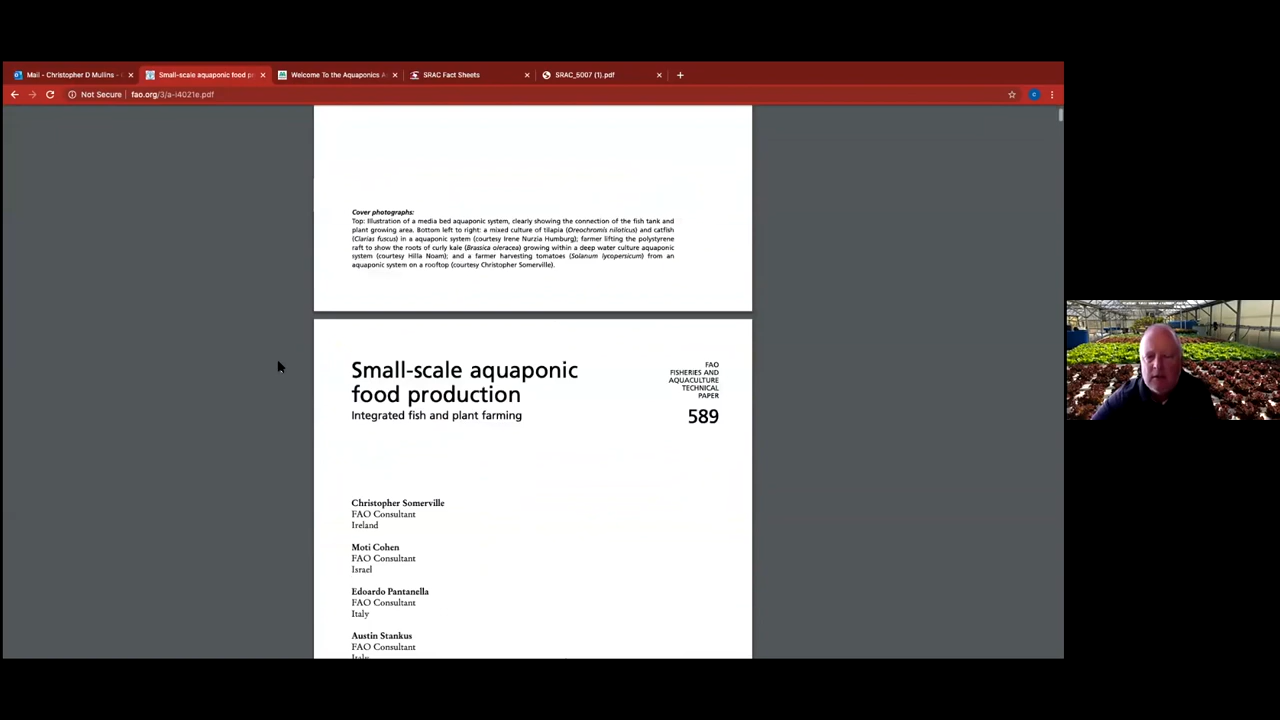 Mail - Christopher D Mullins -
Small-scale aquaponic food pr
Welcome To the Aquaponics A
SRAC Fact Sheets
SRAC_5007 (1).pdf
Not Secure
fao.org/3/a-i4021e.pdf
Cover photographs:
Top: Illustration of a media bed aquaponic system, clearly showing the connection of the fish tank and
plant growing area. Bottom left to right: a mixed culture of tilapia (Oreochromis niloticus) and catfish
(Clarias fuscus) in a aquaponic system (courtesy Irene Nurzia Humburg); farmer lifting the polystyrene
raft to show the roots of curly kale (Brassica oleracea) growing within a deep water culture aquaponic
system (courtesy Hilla Noam); and a farmer harvesting tomatoes (Solanum lycopersicum) from an
aquaponic system on a rooftop (courtesy Christopher Somerville).
Small-scale aquaponic
food production
Integrated fish and plant farming
FAO
FISHERIES AND
AQUACULTURE
TECHNICAL
PAPER
589
Christopher Somerville
FAO Consultant
Ireland
Moti Cohen
FAO Consultant
Israel
Edoardo Pantanella
FAO Consultant
Italy
Austin Stankus
FAO Consultant
Italy